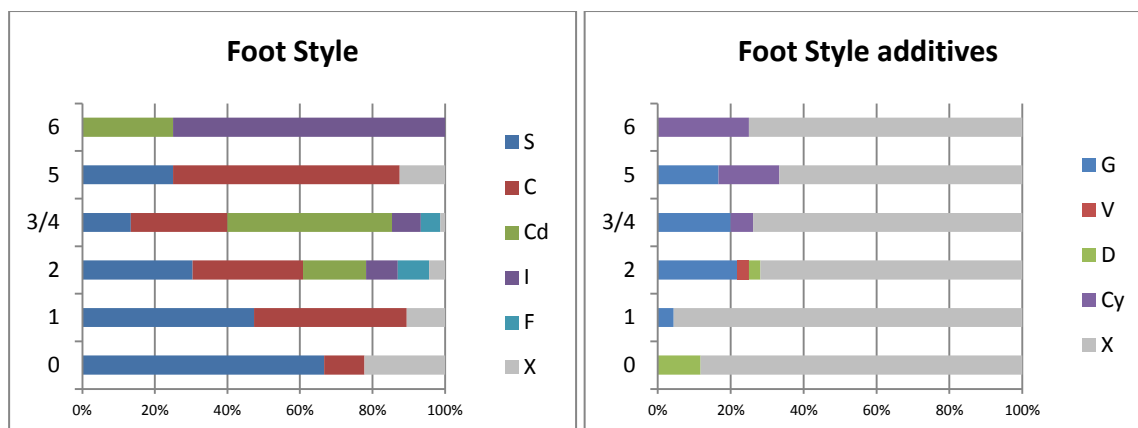 Foot Style
6
5
3/4
2
1
0
0% 20% 40% 60% 80% 100%
S
C
Cd
I
F
X
Foot Style additives
6
5
3/4
2
1
0
0% 20% 40% 60% 80% 100%
G
V
D
Cy
X